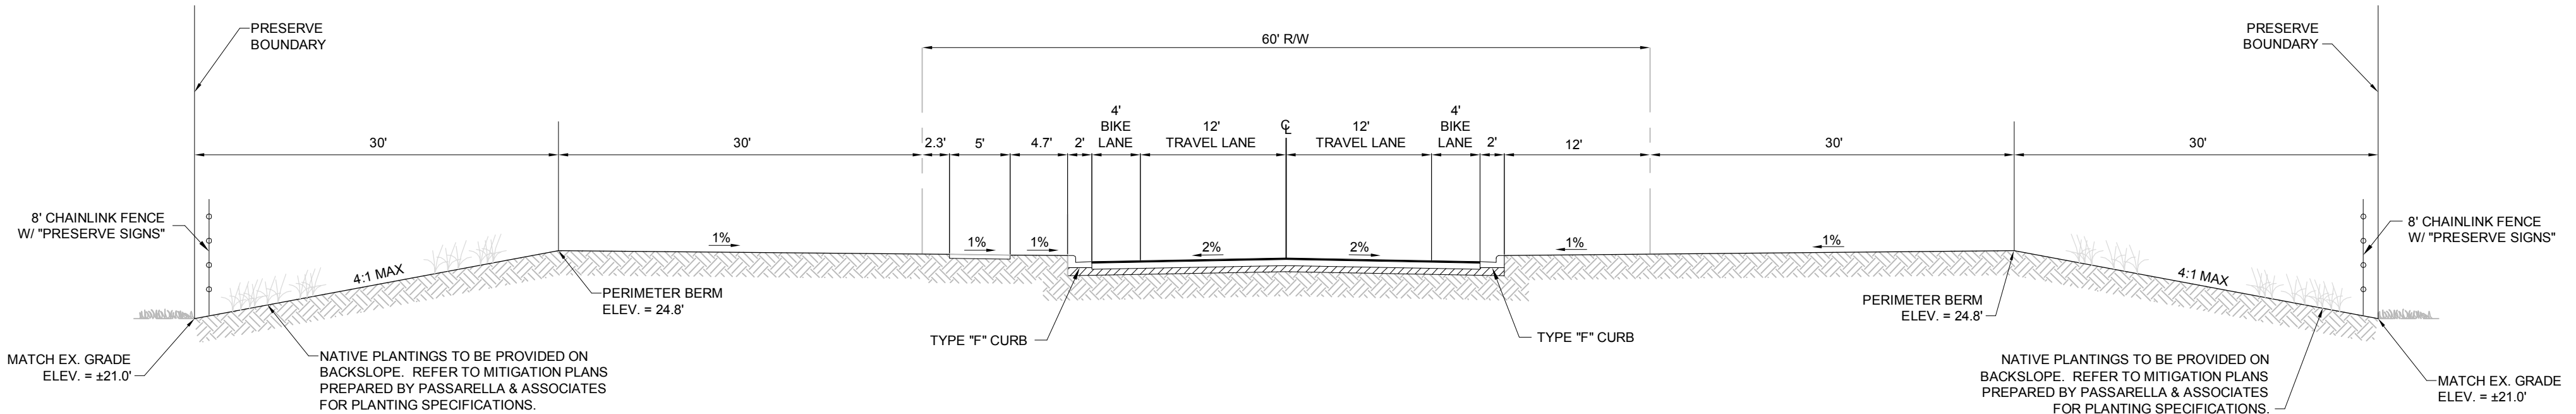 PRESERVE
BOUNDARY
PRESERVE
BOUNDARY
60' R/W
30'
30'
2.3'
5'
4.7'
2'
4'
BIKE
LANE
12'
TRAVEL LANE
℄
12'
TRAVEL LANE
4'
BIKE
LANE
2'
12'
30'
30'
8' CHAINLINK FENCE
W/ "PRESERVE SIGNS"
4:1 MAX
1%
1%
1%
2%
2%
1%
1%
4:1 MAX
8' CHAINLINK FENCE
W/ "PRESERVE SIGNS"
PERIMETER BERM
ELEV. = 24.8'
TYPE "F" CURB
TYPE "F" CURB
PERIMETER BERM
ELEV. = 24.8'
MATCH EX. GRADE
ELEV. = ±21.0'
NATIVE PLANTINGS TO BE PROVIDED ON
BACKSLOPE. REFER TO MITIGATION PLANS
PREPARED BY PASSARELLA & ASSOCIATES
FOR PLANTING SPECIFICATIONS.
NATIVE PLANTINGS TO BE PROVIDED ON
BACKSLOPE. REFER TO MITIGATION PLANS
PREPARED BY PASSARELLA & ASSOCIATES
FOR PLANTING SPECIFICATIONS.
MATCH EX. GRADE
ELEV. = ±21.0'